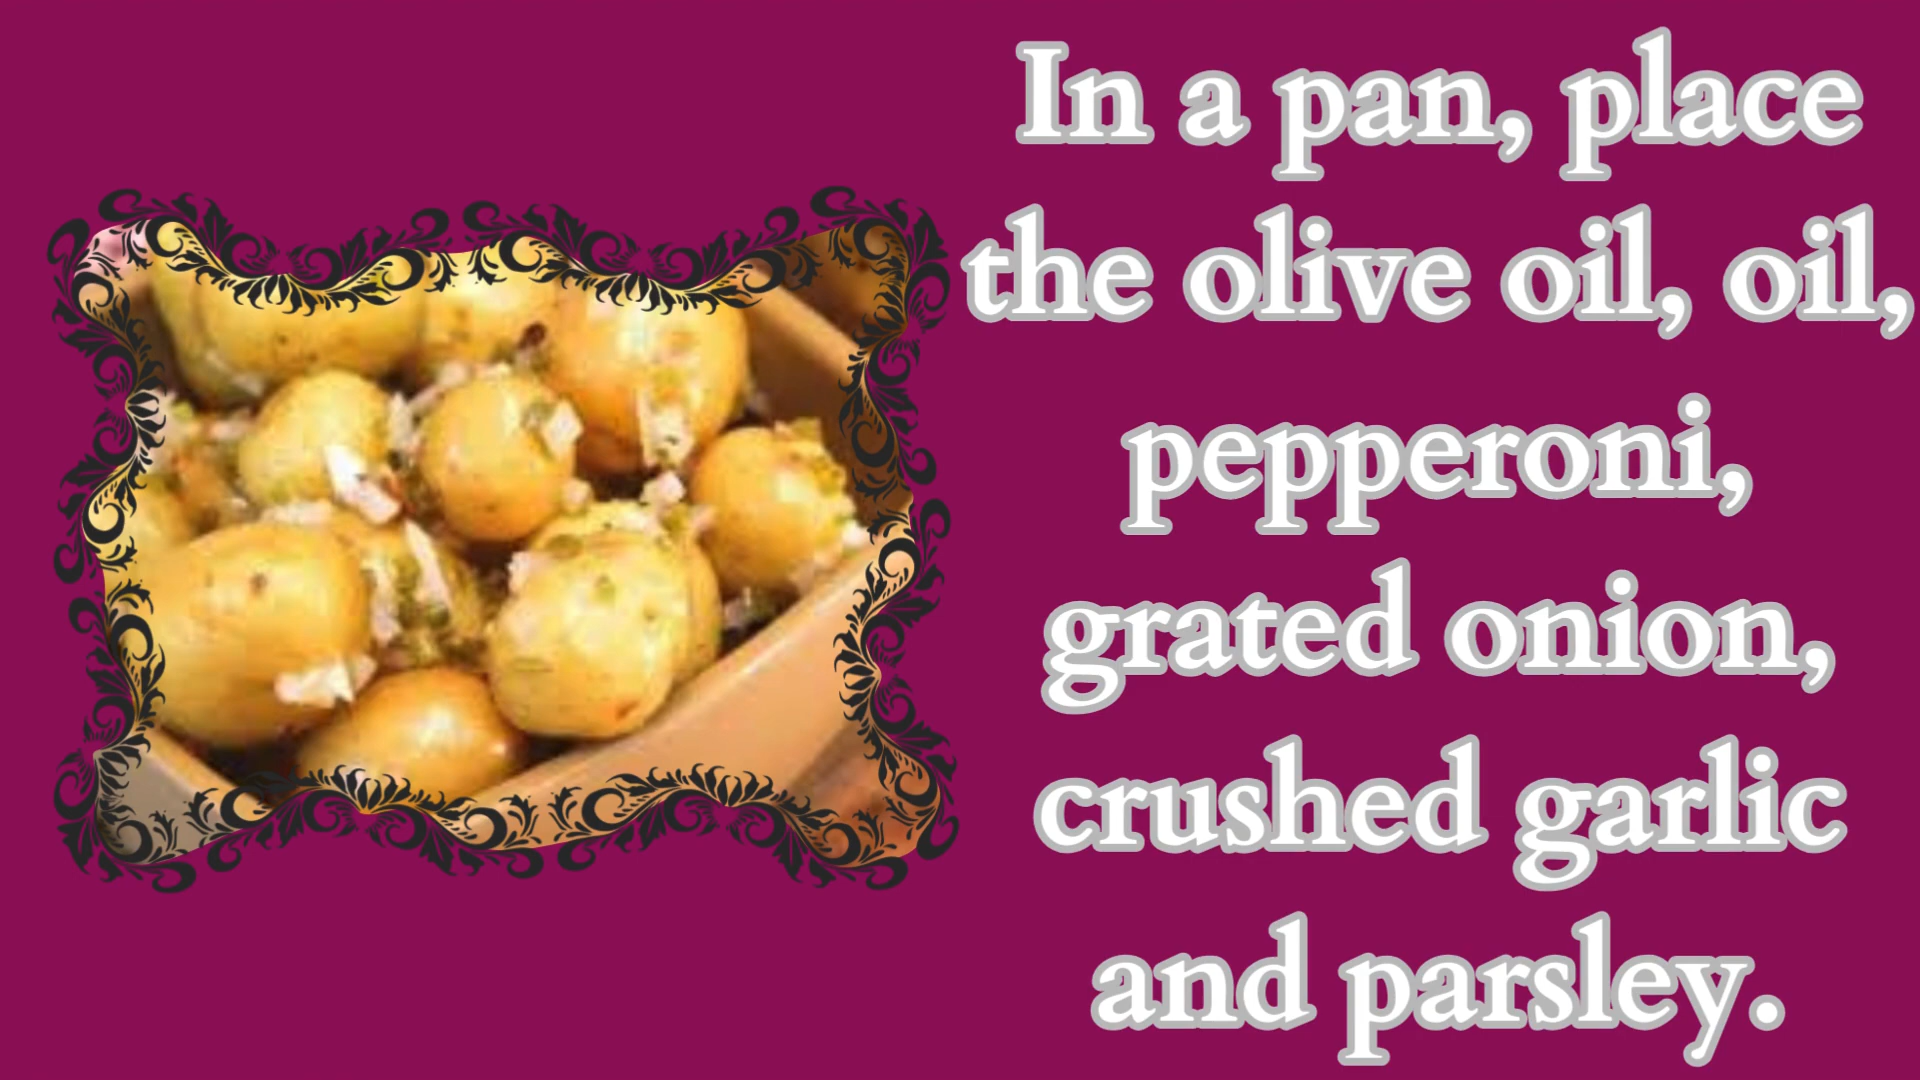 In a pan, place
the olive oil, oil,
pepperoni,
grated onion,
crushed garlic
and parsley.